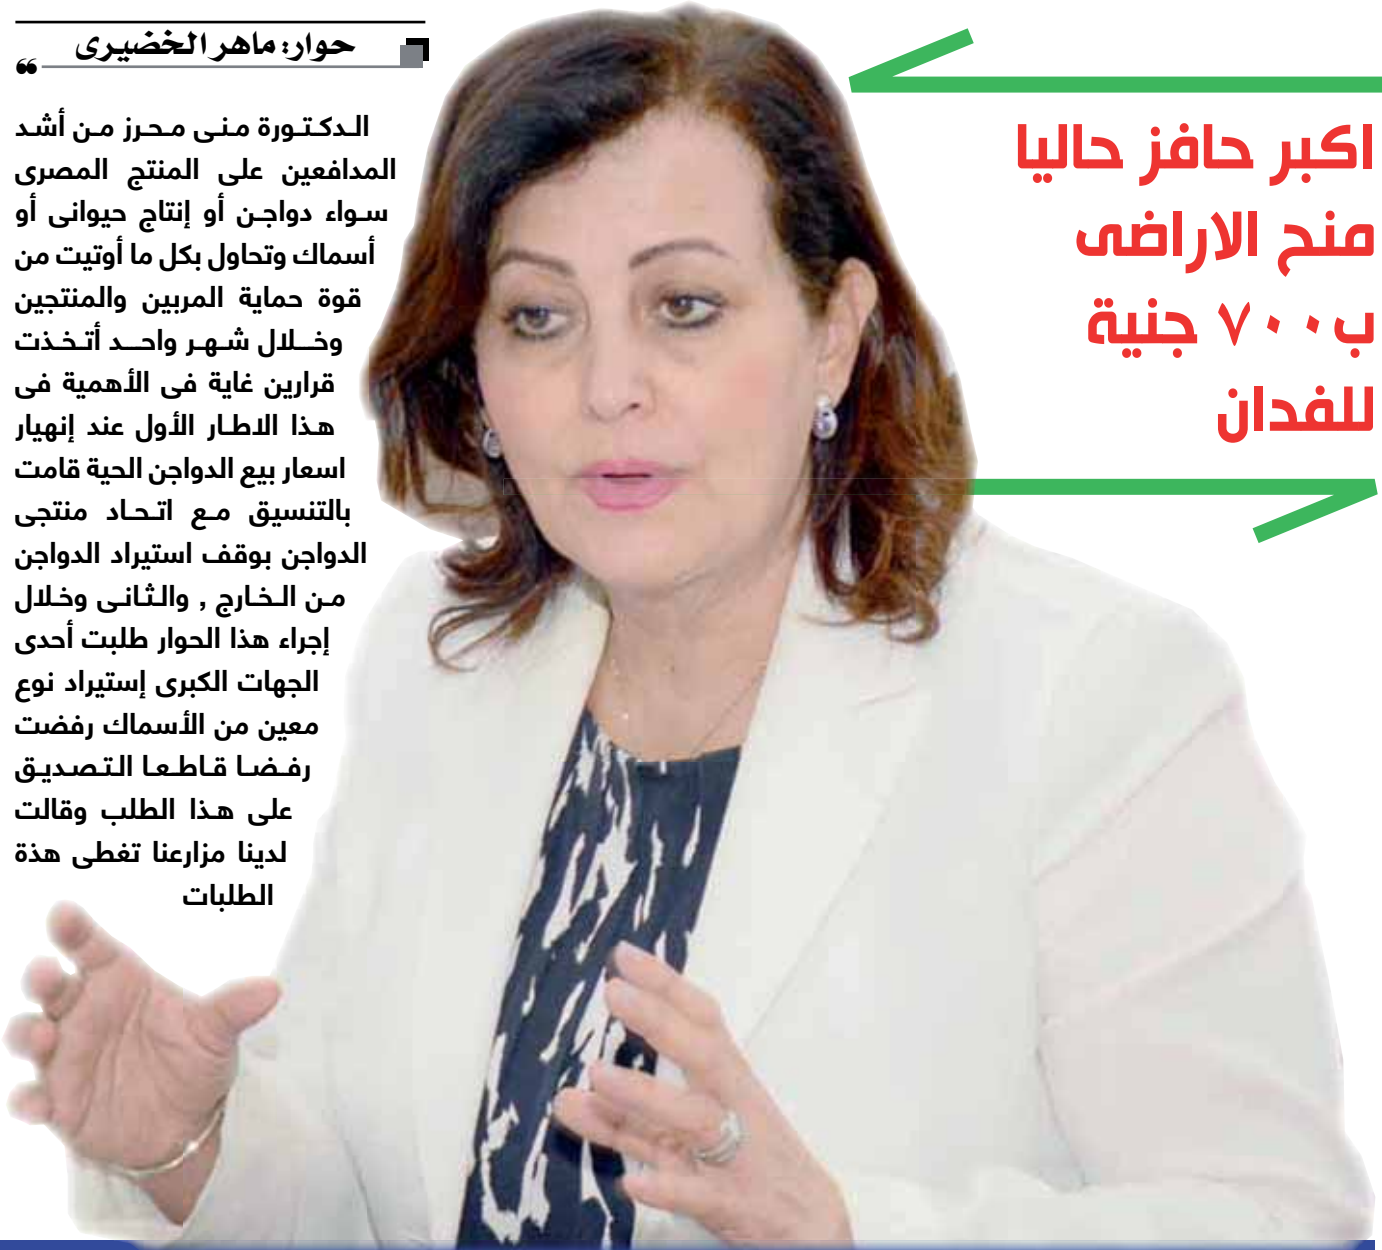 حوار: ماهر الخضيرى
الدكتورة منى محرز من أشد
المدافعين على المنتج المصرى
سواء دواجن أو إنتاج حيوانى أو
أسماك وتحاول بكل ما أوتيت من
قوة حماية المربين والمنتجين
وخلال شهر واحد أتخذت
قرارين غاية فى الأهمية فى
هذا الاطار الأول عند إنهيار
اسعار بيع الدواجن الحية قامت
بالتنسيق مع اتحاد منتجى
الدواجن بوقف استيراد الدواجن
من الخارج , والثانى وخلال
إجراء هذا الحوار طلبت أحدى
الجهات الكبرى إستيراد نوع
معين من الأسماك رفضت
رفضا قاطعا التصديق
على هذا الطلب وقالت
لدينا مزارعنا تغطى هذة
الطلبات
اكبر حافز حاليا
منح الاراضى
ب٧٠٠ جنية
للفدان